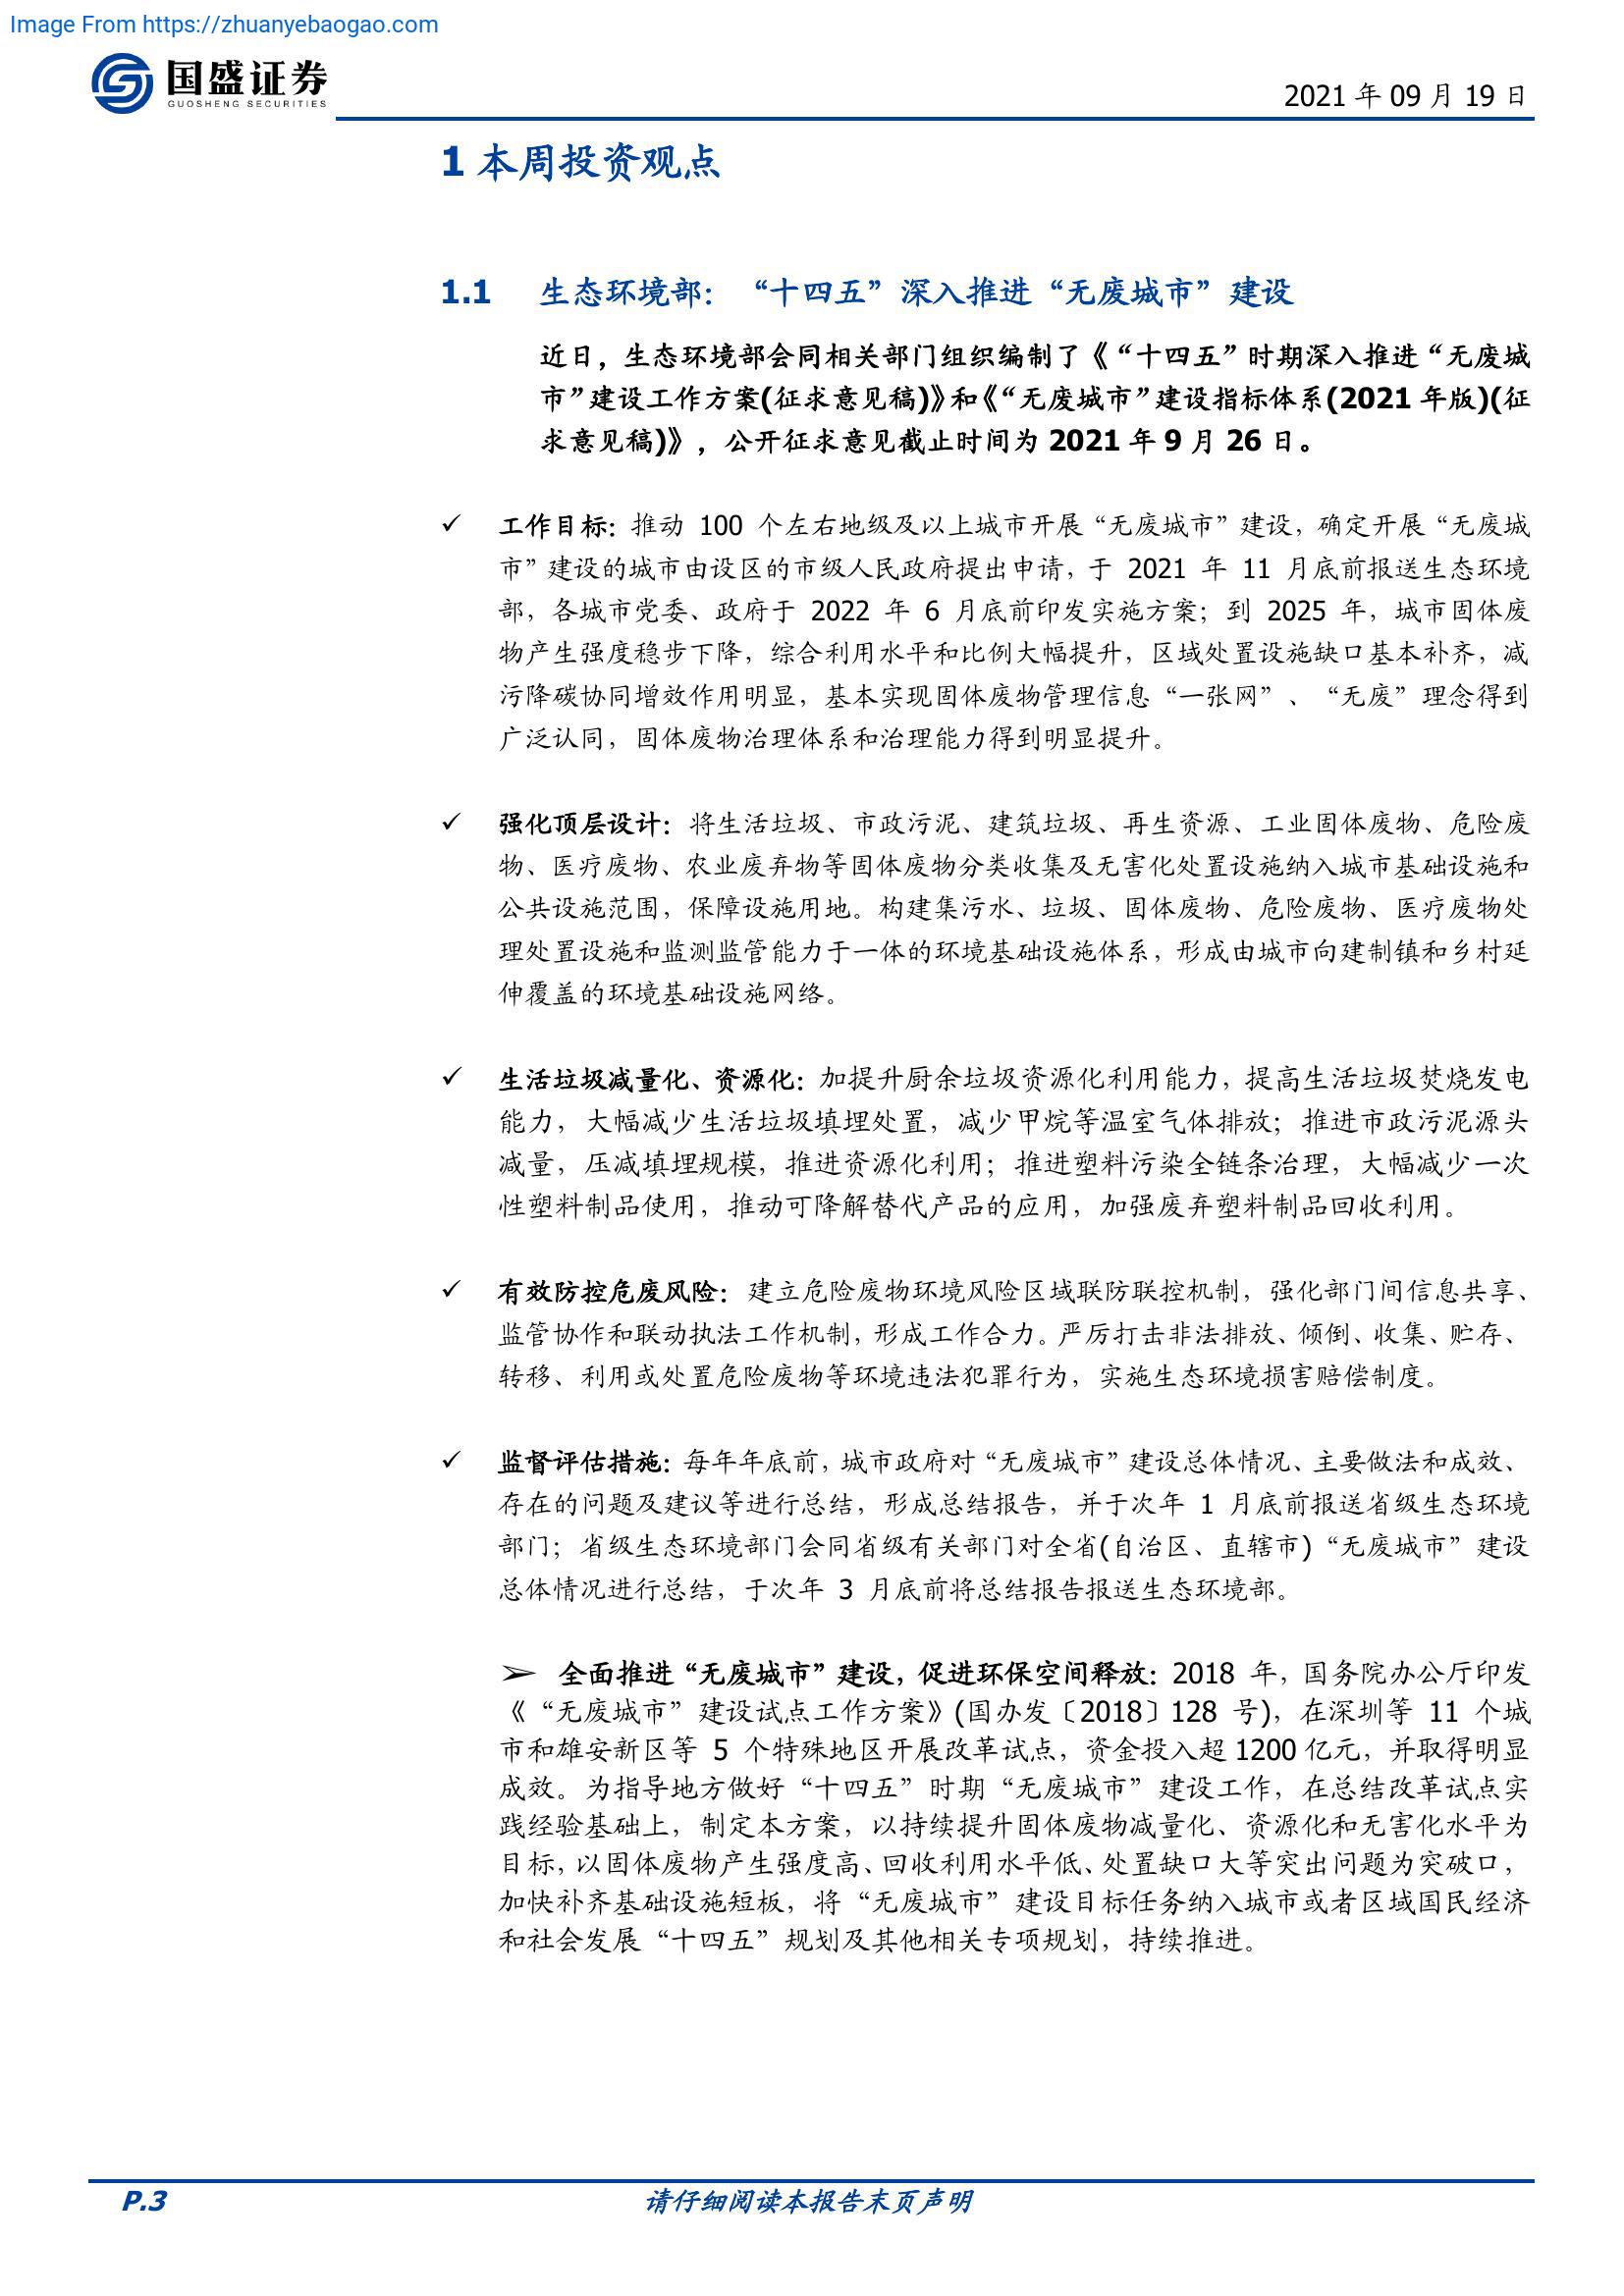 Image From https://zhuanyebaogao.com
国盛证券
GUOSHENG SECURITIES
2021 年 09 月 19 日
1 本周投资观点
1.1 生态环境部：“十四五”深入推进“无废城市”建设
近日，生态环境部会同相关部门组织编制了《“十四五”时期深入推进“无废城
市”建设工作方案(征求意见稿)》和《“无废城市”建设指标体系(2021 年版)(征
求意见稿)》，公开征求意见截止时间为 2021 年 9 月 26 日。
✓ 工作目标：推动 100 个左右地级及以上城市开展“无废城市”建设，确定开展“无废城
市”建设的城市由设区的市级人民政府提出申请，于 2021 年 11 月底前报送生态环境
部，各城市党委、政府于 2022 年 6 月底前印发实施方案；到 2025 年，城市固体废
物产生强度稳步下降，综合利用水平和比例大幅提升，区域处置设施缺口基本补齐，减
污降碳协同增效作用明显，基本实现固体废物管理信息“一张网”、“无废”理念得到
广泛认同，固体废物治理体系和治理能力得到明显提升。
✓ 强化顶层设计：将生活垃圾、市政污泥、建筑垃圾、再生资源、工业固体废物、危险废
物、医疗废物、农业废弃物等固体废物分类收集及无害化处置设施纳入城市基础设施和
公共设施范围，保障设施用地。构建集污水、垃圾、固体废物、危险废物、医疗废物处
理处置设施和监测监管能力于一体的环境基础设施体系，形成由城市向建制镇和乡村延
伸覆盖的环境基础设施网络。
✓ 生活垃圾减量化、资源化：加提升厨余垃圾资源化利用能力，提高生活垃圾焚烧发电
能力，大幅减少生活垃圾填埋处置，减少甲烷等温室气体排放；推进市政污泥源头
减量，压减填埋规模，推进资源化利用；推进塑料污染全链条治理，大幅减少一次
性塑料制品使用，推动可降解替代产品的应用，加强废弃塑料制品回收利用。
✓ 有效防控危废风险：建立危险废物环境风险区域联防联控机制，强化部门间信息共享、
监管协作和联动执法工作机制，形成工作合力。严厉打击非法排放、倾倒、收集、贮存、
转移、利用或处置危险废物等环境违法犯罪行为，实施生态环境损害赔偿制度。
✓ 监督评估措施：每年年底前，城市政府对“无废城市”建设总体情况、主要做法和成效、
存在的问题及建议等进行总结，形成总结报告，并于次年 1 月底前报送省级生态环境
部门；省级生态环境部门会同省级有关部门对全省(自治区、直辖市)“无废城市”建设
总体情况进行总结，于次年 3 月底前将总结报告报送生态环境部。
➢ 全面推进“无废城市”建设，促进环保空间释放：2018 年，国务院办公厅印发
《“无废城市”建设试点工作方案》(国办发〔2018〕128 号)，在深圳等 11 个城
市和雄安新区等 5 个特殊地区开展改革试点，资金投入超 1200 亿元，并取得明显
成效。为指导地方做好“十四五”时期“无废城市”建设工作，在总结改革试点实
践经验基础上，制定本方案，以持续提升固体废物减量化、资源化和无害化水平为
目标，以固体废物产生强度高、回收利用水平低、处置缺口大等突出问题为突破口，
加快补齐基础设施短板，将“无废城市”建设目标任务纳入城市或者区域国民经济
和社会发展“十四五”规划及其他相关专项规划，持续推进。
P.3 请仔细阅读本报告末页声明